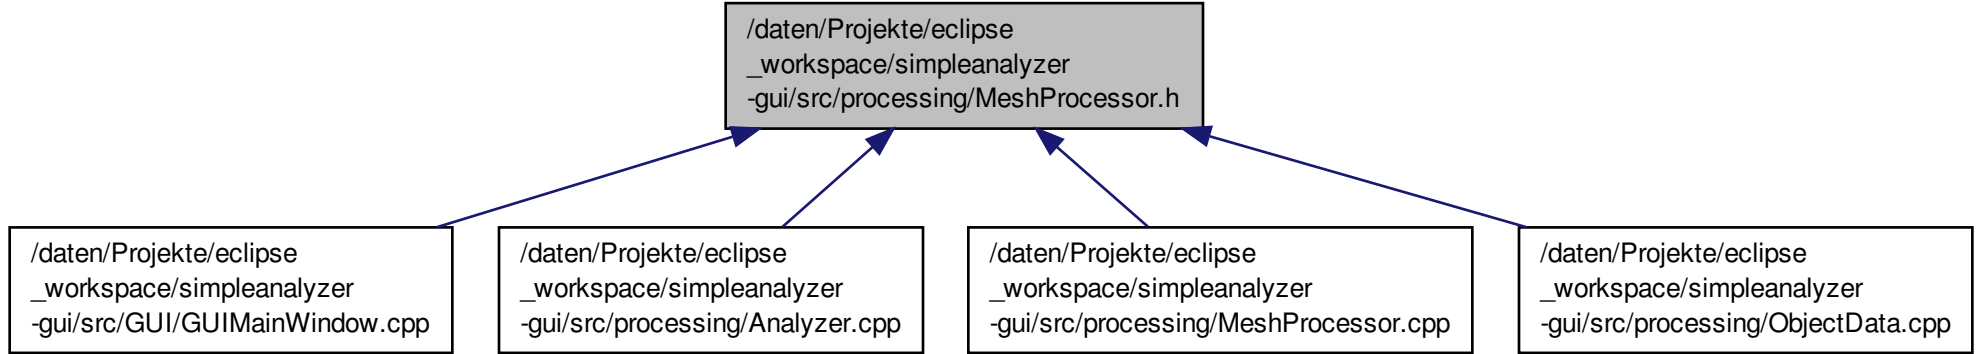 /daten/Projekte/eclipse
_workspace/simpleanalyzer
-gui/src/processing/MeshProcessor.h
/daten/Projekte/eclipse
_workspace/simpleanalyzer
-gui/src/GUI/GUIMainWindow.cpp
/daten/Projekte/eclipse
_workspace/simpleanalyzer
-gui/src/processing/Analyzer.cpp
/daten/Projekte/eclipse
_workspace/simpleanalyzer
-gui/src/processing/MeshProcessor.cpp
/daten/Projekte/eclipse
_workspace/simpleanalyzer
-gui/src/processing/ObjectData.cpp